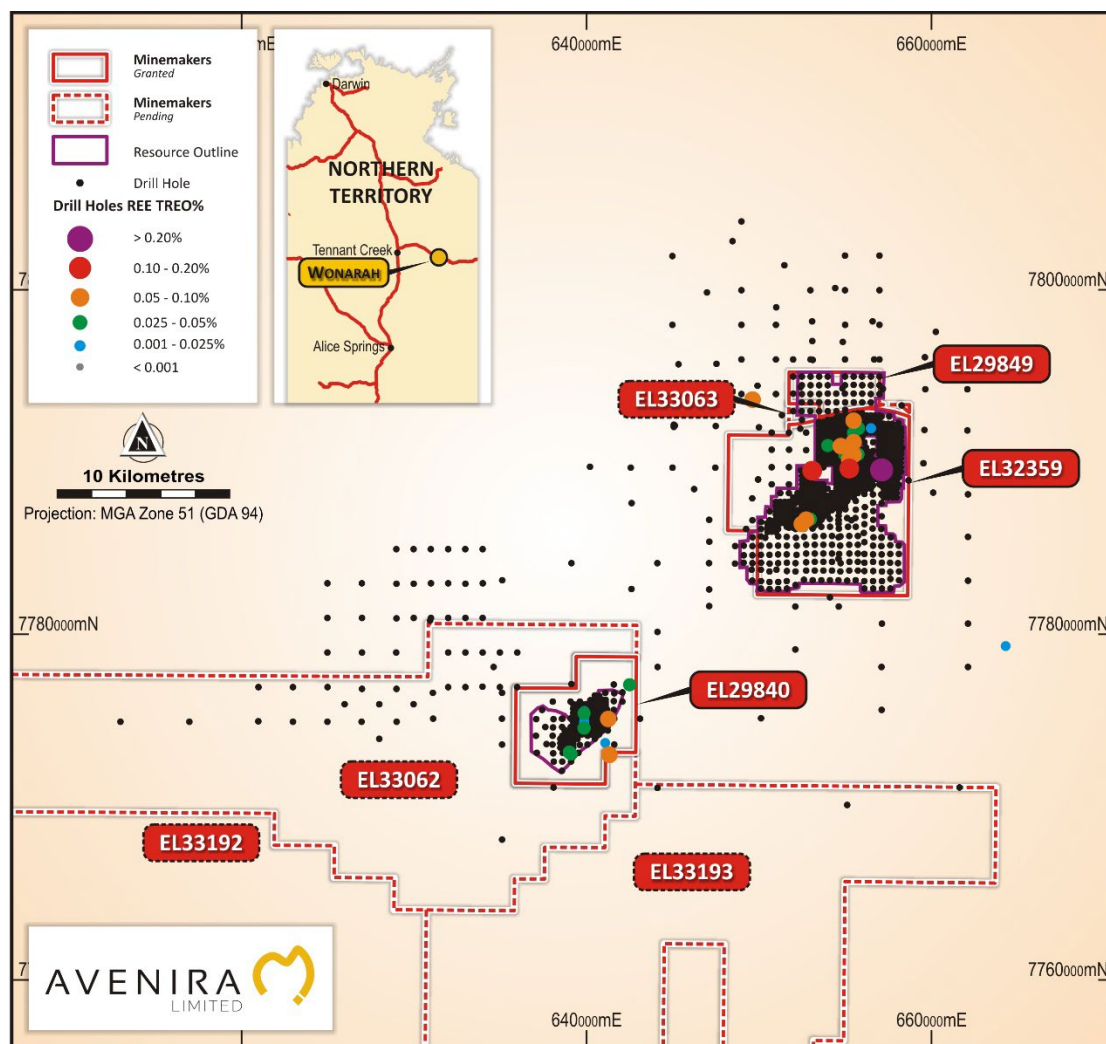 640000mE
660000mE
mE
Minemakers
Granted
Minemakers
Pending
Resource Outline
Drill Hole
Drill Holes REE TREO%
> 0.20%
0.10 - 0.20%
0.05 - 0.10%
0.025 - 0.05%
0.001 - 0.025%
< 0.001
Darwin
NORTHERN
TERRITORY
Tennant Creek
WONARAH
Alice Springs
7800000mN
EL29849
EL33063
EL32359
N
10 Kilometres
Projection: MGA Zone 51 (GDA 94)
7780000mN
7780000mN
EL29840
EL33062
EL33192
EL33193
AVENIRA
LIMITED
7760000mN
640000mE
660000mE